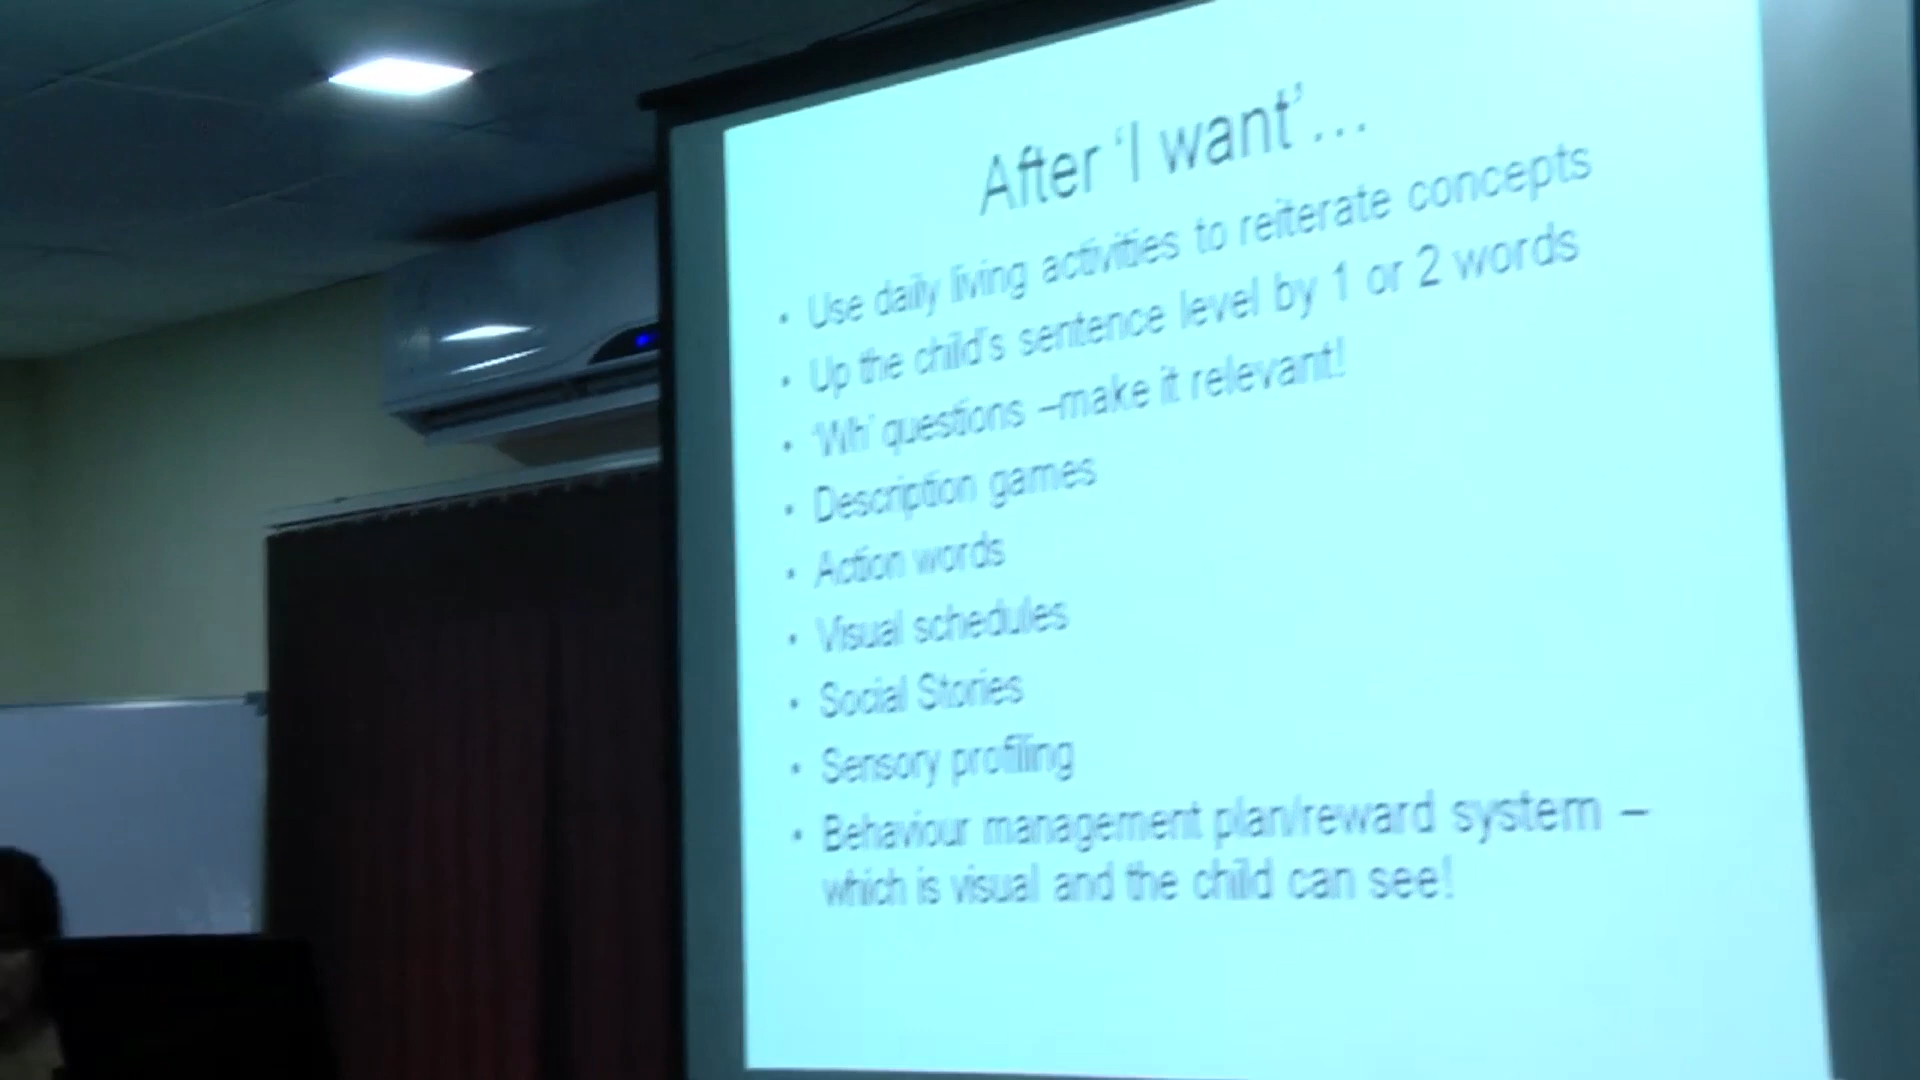 After ‘I want’...
• Use daily living activities to reiterate concepts
• Up the child's sentence level by 1 or 2 words
• ‘Wh’ questions –make it relevant!
• Description games
• Action words
• Visual schedules
• Social Stories
• Sensory profiling
• Behaviour management plan/reward system –
which is visual and the child can see!